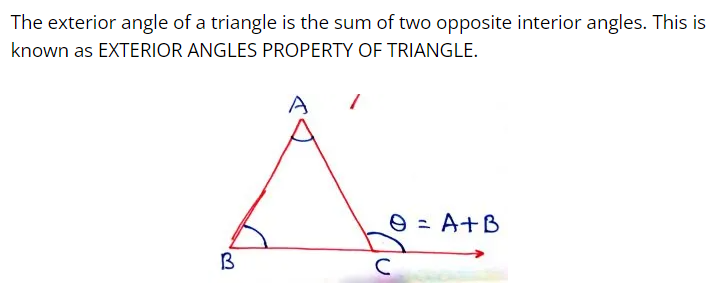 The exterior angle of a triangle is the sum of two opposite interior angles. This is
known as EXTERIOR ANGLES PROPERTY OF TRIANGLE.
A
θ = A+B
B
C